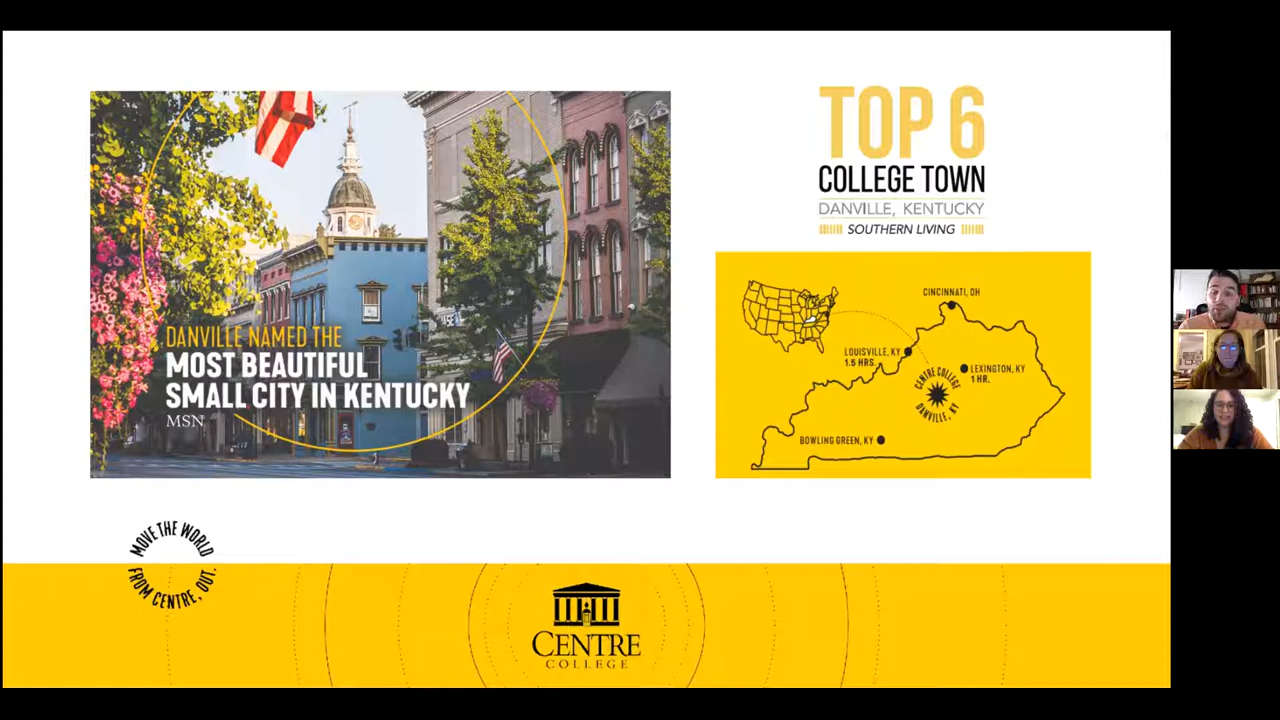 DANVILLE NAMED THE
MOST BEAUTIFUL
SMALL CITY IN KENTUCKY
MSN
TOP 6
COLLEGE TOWN
DANVILLE, KENTUCKY
SOUTHERN LIVING
CINCINNATI, OH
LOUISVILLE, KY
1.5 HRS.
LEXINGTON, KY
1 HR.
CENTRE COLLEGE
DANVILLE, KY
BOWLING GREEN, KY
MOVE THE WORLD
FROM CENTRE, OUT.
CENTRE
COLLEGE